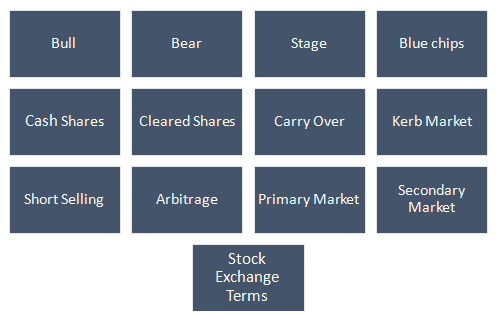 Bull
Bear
Stage
Blue chips
Cash Shares
Cleared Shares
Carry Over
Kerb Market
Short Selling
Arbitrage
Primary Market
Secondary
Market
Stock
Exchange
Terms